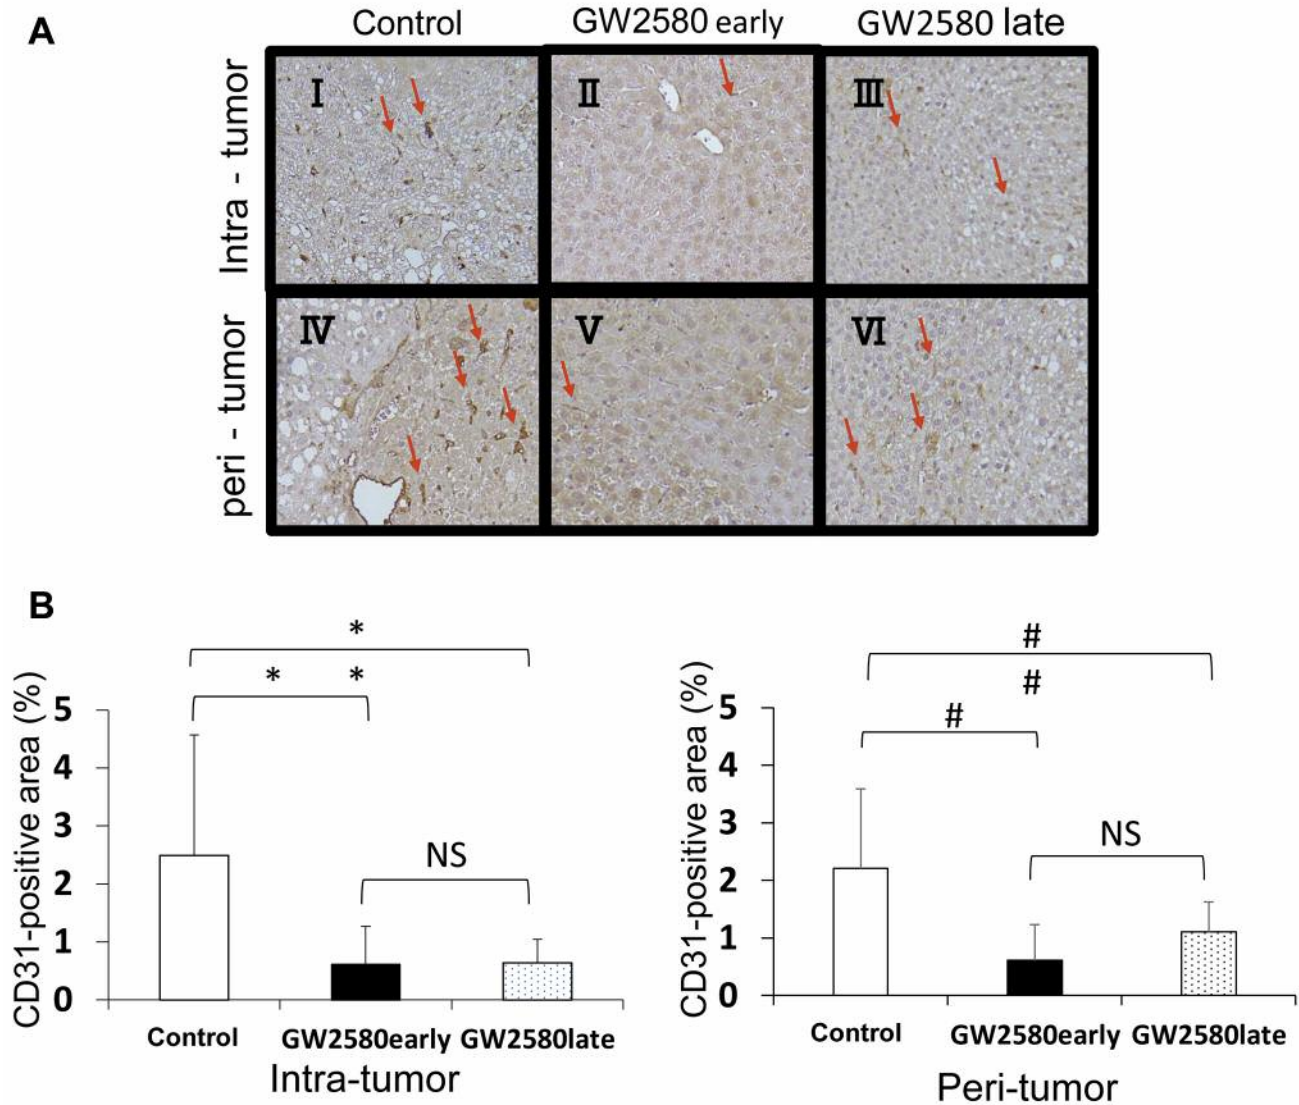 A
Control
GW2580 early
GW2580 late
Intra - tumor
I
II
III
peri - tumor
IV
V
VI
B
*
* *
CD31-positive area (%)
5
4
3
2
1
0
NS
Control
GW2580early
GW2580late
Intra-tumor
#
#
#
CD31-positive area (%)
5
4
3
2
1
0
NS
Control
GW2580early
GW2580late
Peri-tumor